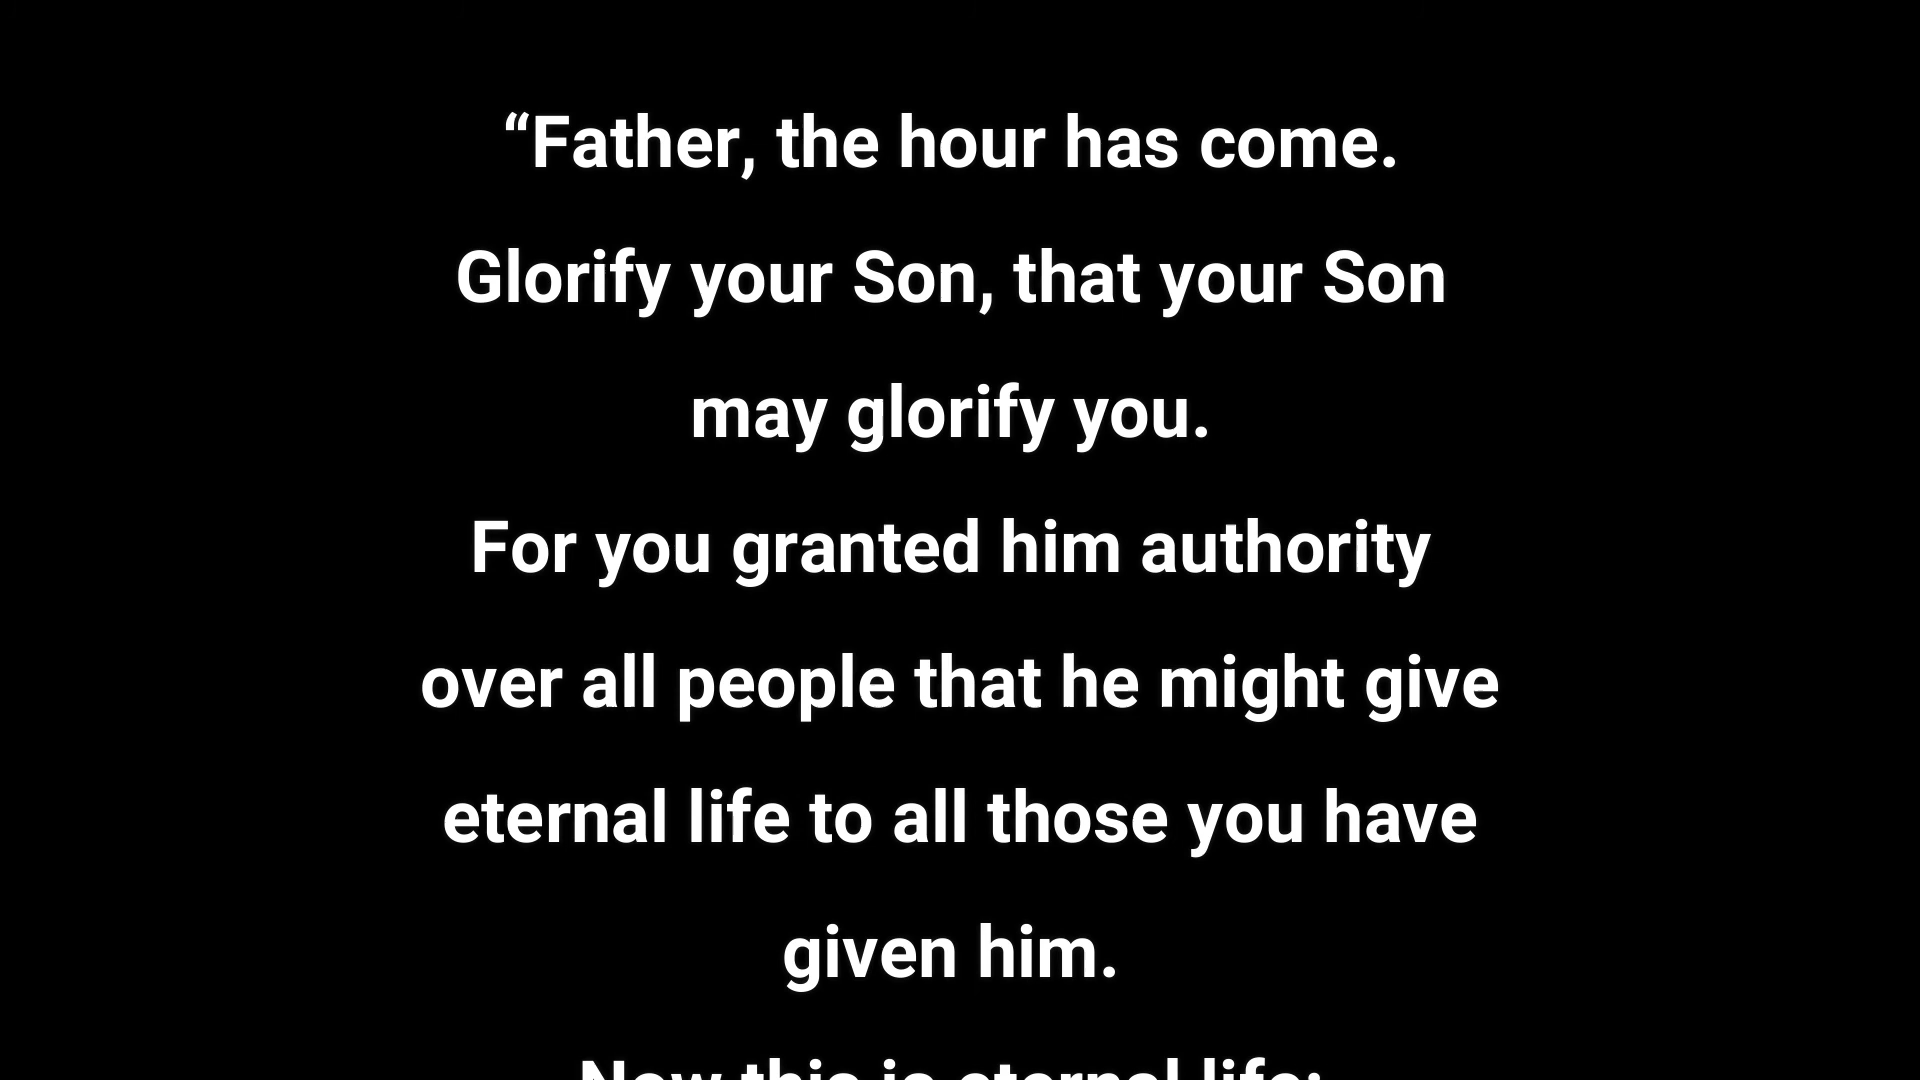 “Father, the hour has come.
Glorify your Son, that your Son
may glorify you.
For you granted him authority
over all people that he might give
eternal life to all those you have
given him.
Now this is eternal life: